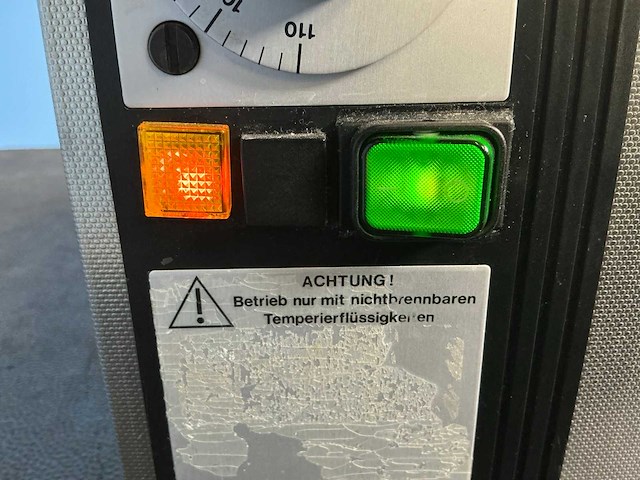 110
ACHTUNG!
Betrieb nur mit nichtbrennbaren
Temperierflüssigkeiten